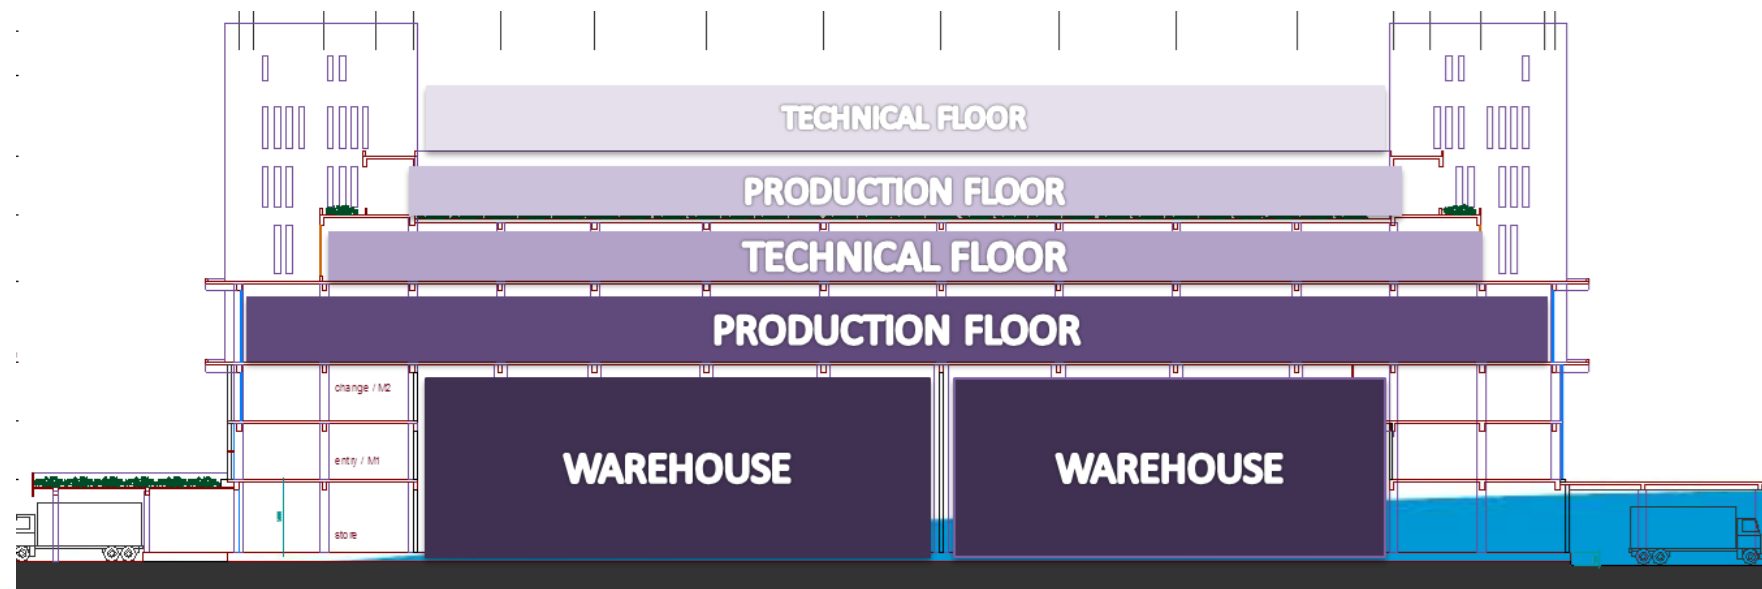 TECHNICAL FLOOR
PRODUCTION FLOOR
TECHNICAL FLOOR
PRODUCTION FLOOR
change / M2
WAREHOUSE
WAREHOUSE
entry / M1
store